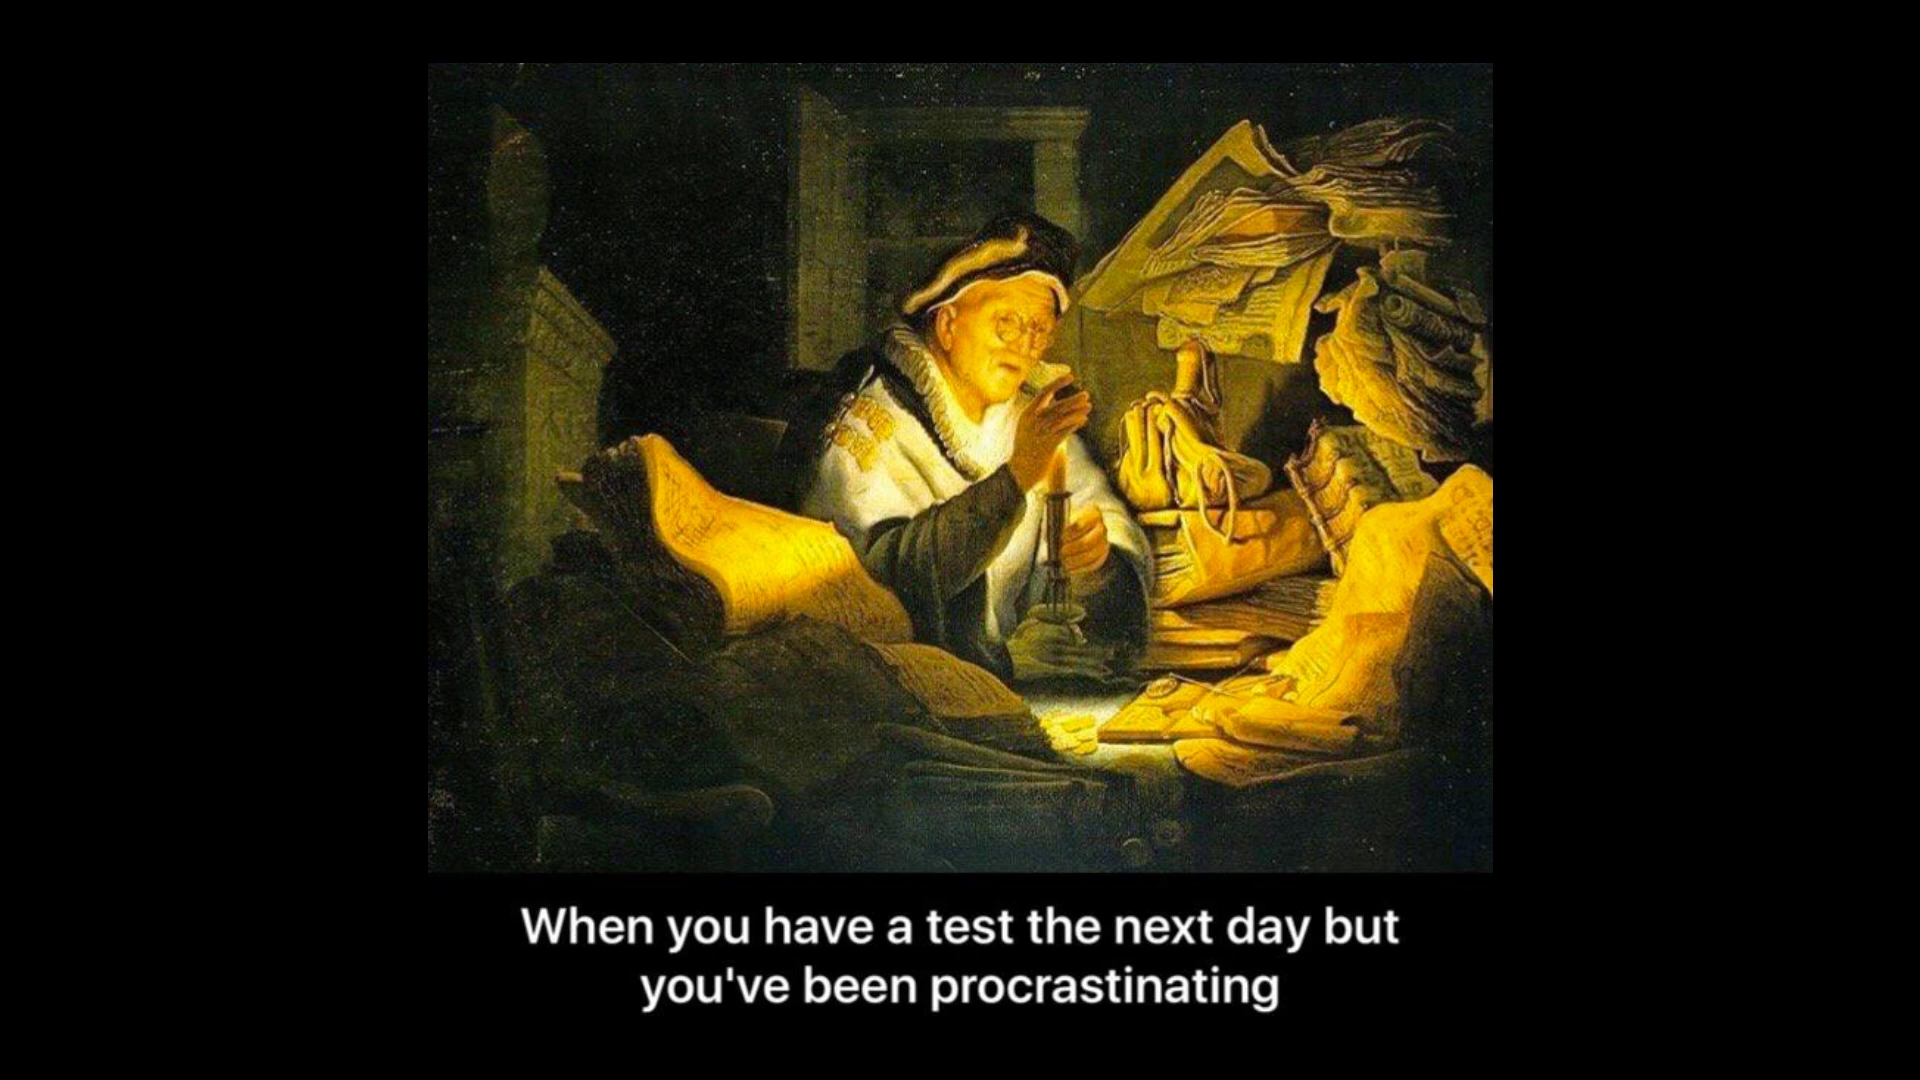 When you have a test the next day but
you've been procrastinating